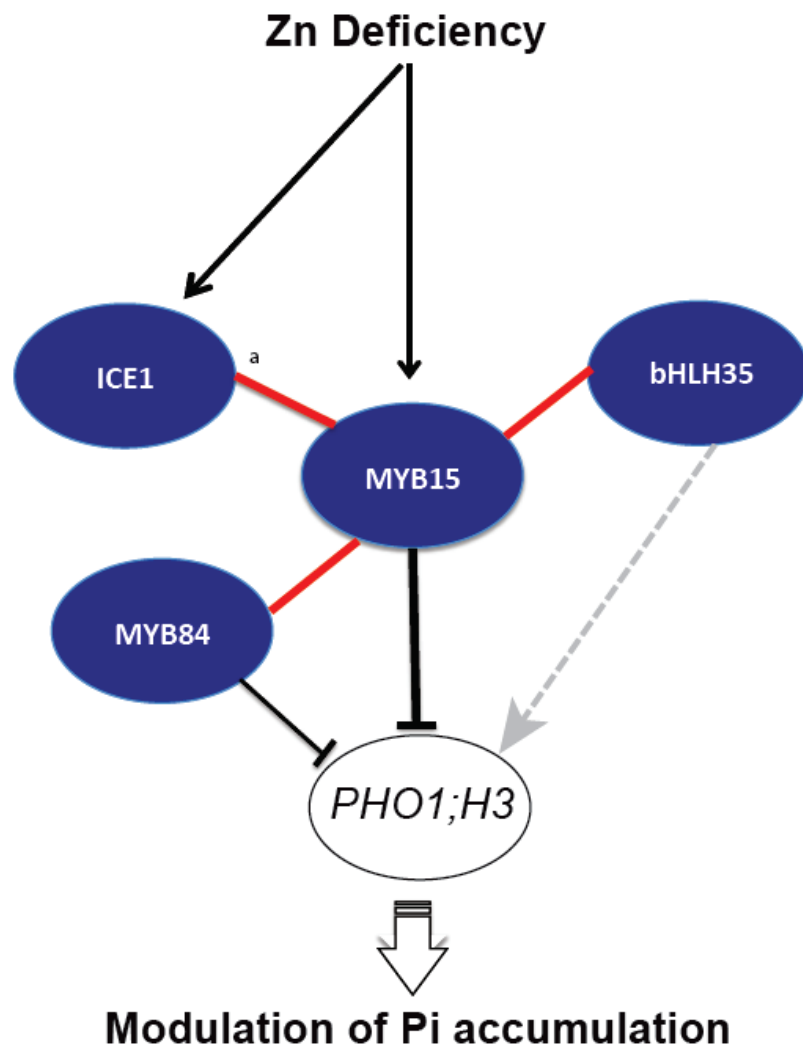 Zn Deficiency
ICE1
a
bHLH35
MYB15
MYB84
PHO1;H3
Modulation of Pi accumulation